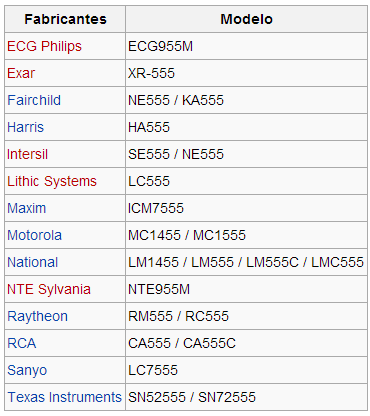 Fabricantes Modelo
ECG Philips ECG955M
Exar XR-555
Fairchild NE555 / KA555
Harris HA555
Intersil SE555 / NE555
Lithic Systems LC555
Maxim ICM7555
Motorola MC1455 / MC1555
National LM1455 / LM555 / LM555C / LMC555
NTE Sylvania NTE955M
Raytheon RM555 / RC555
RCA CA555 / CA555C
Sanyo LC7555
Texas Instruments SN52555 / SN72555